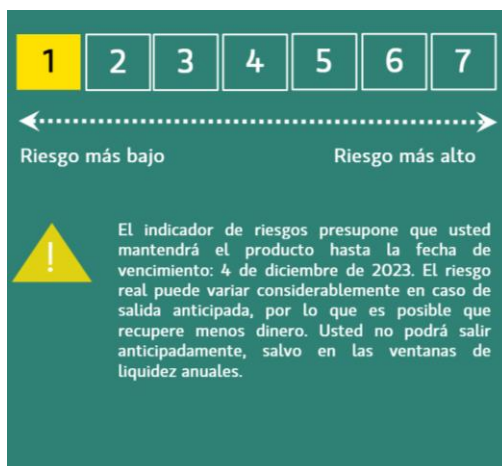 1 2 3 4 5 6 7
Riesgo más bajo Riesgo más alto
!
El indicador de riesgos presupone que usted
mantendrá el producto hasta la fecha de
vencimiento: 4 de diciembre de 2023. El riesgo
real puede variar considerablemente en caso de
salida anticipada, por lo que es posible que
recupere menos dinero. Usted no podrá salir
anticipadamente, salvo en las ventanas de
liquidez anuales.